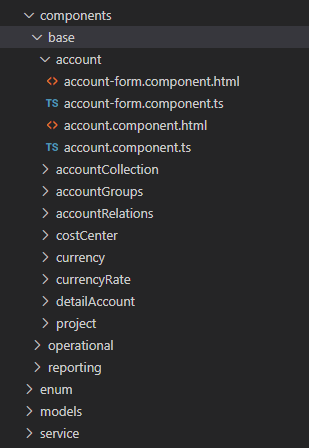 components
base
account
<> account-form.component.html
TS account-form.component.ts
<> account.component.html
TS account.component.ts
accountCollection
accountGroups
accountRelations
costCenter
currency
currencyRate
detailAccount
project
operational
reporting
enum
models
service